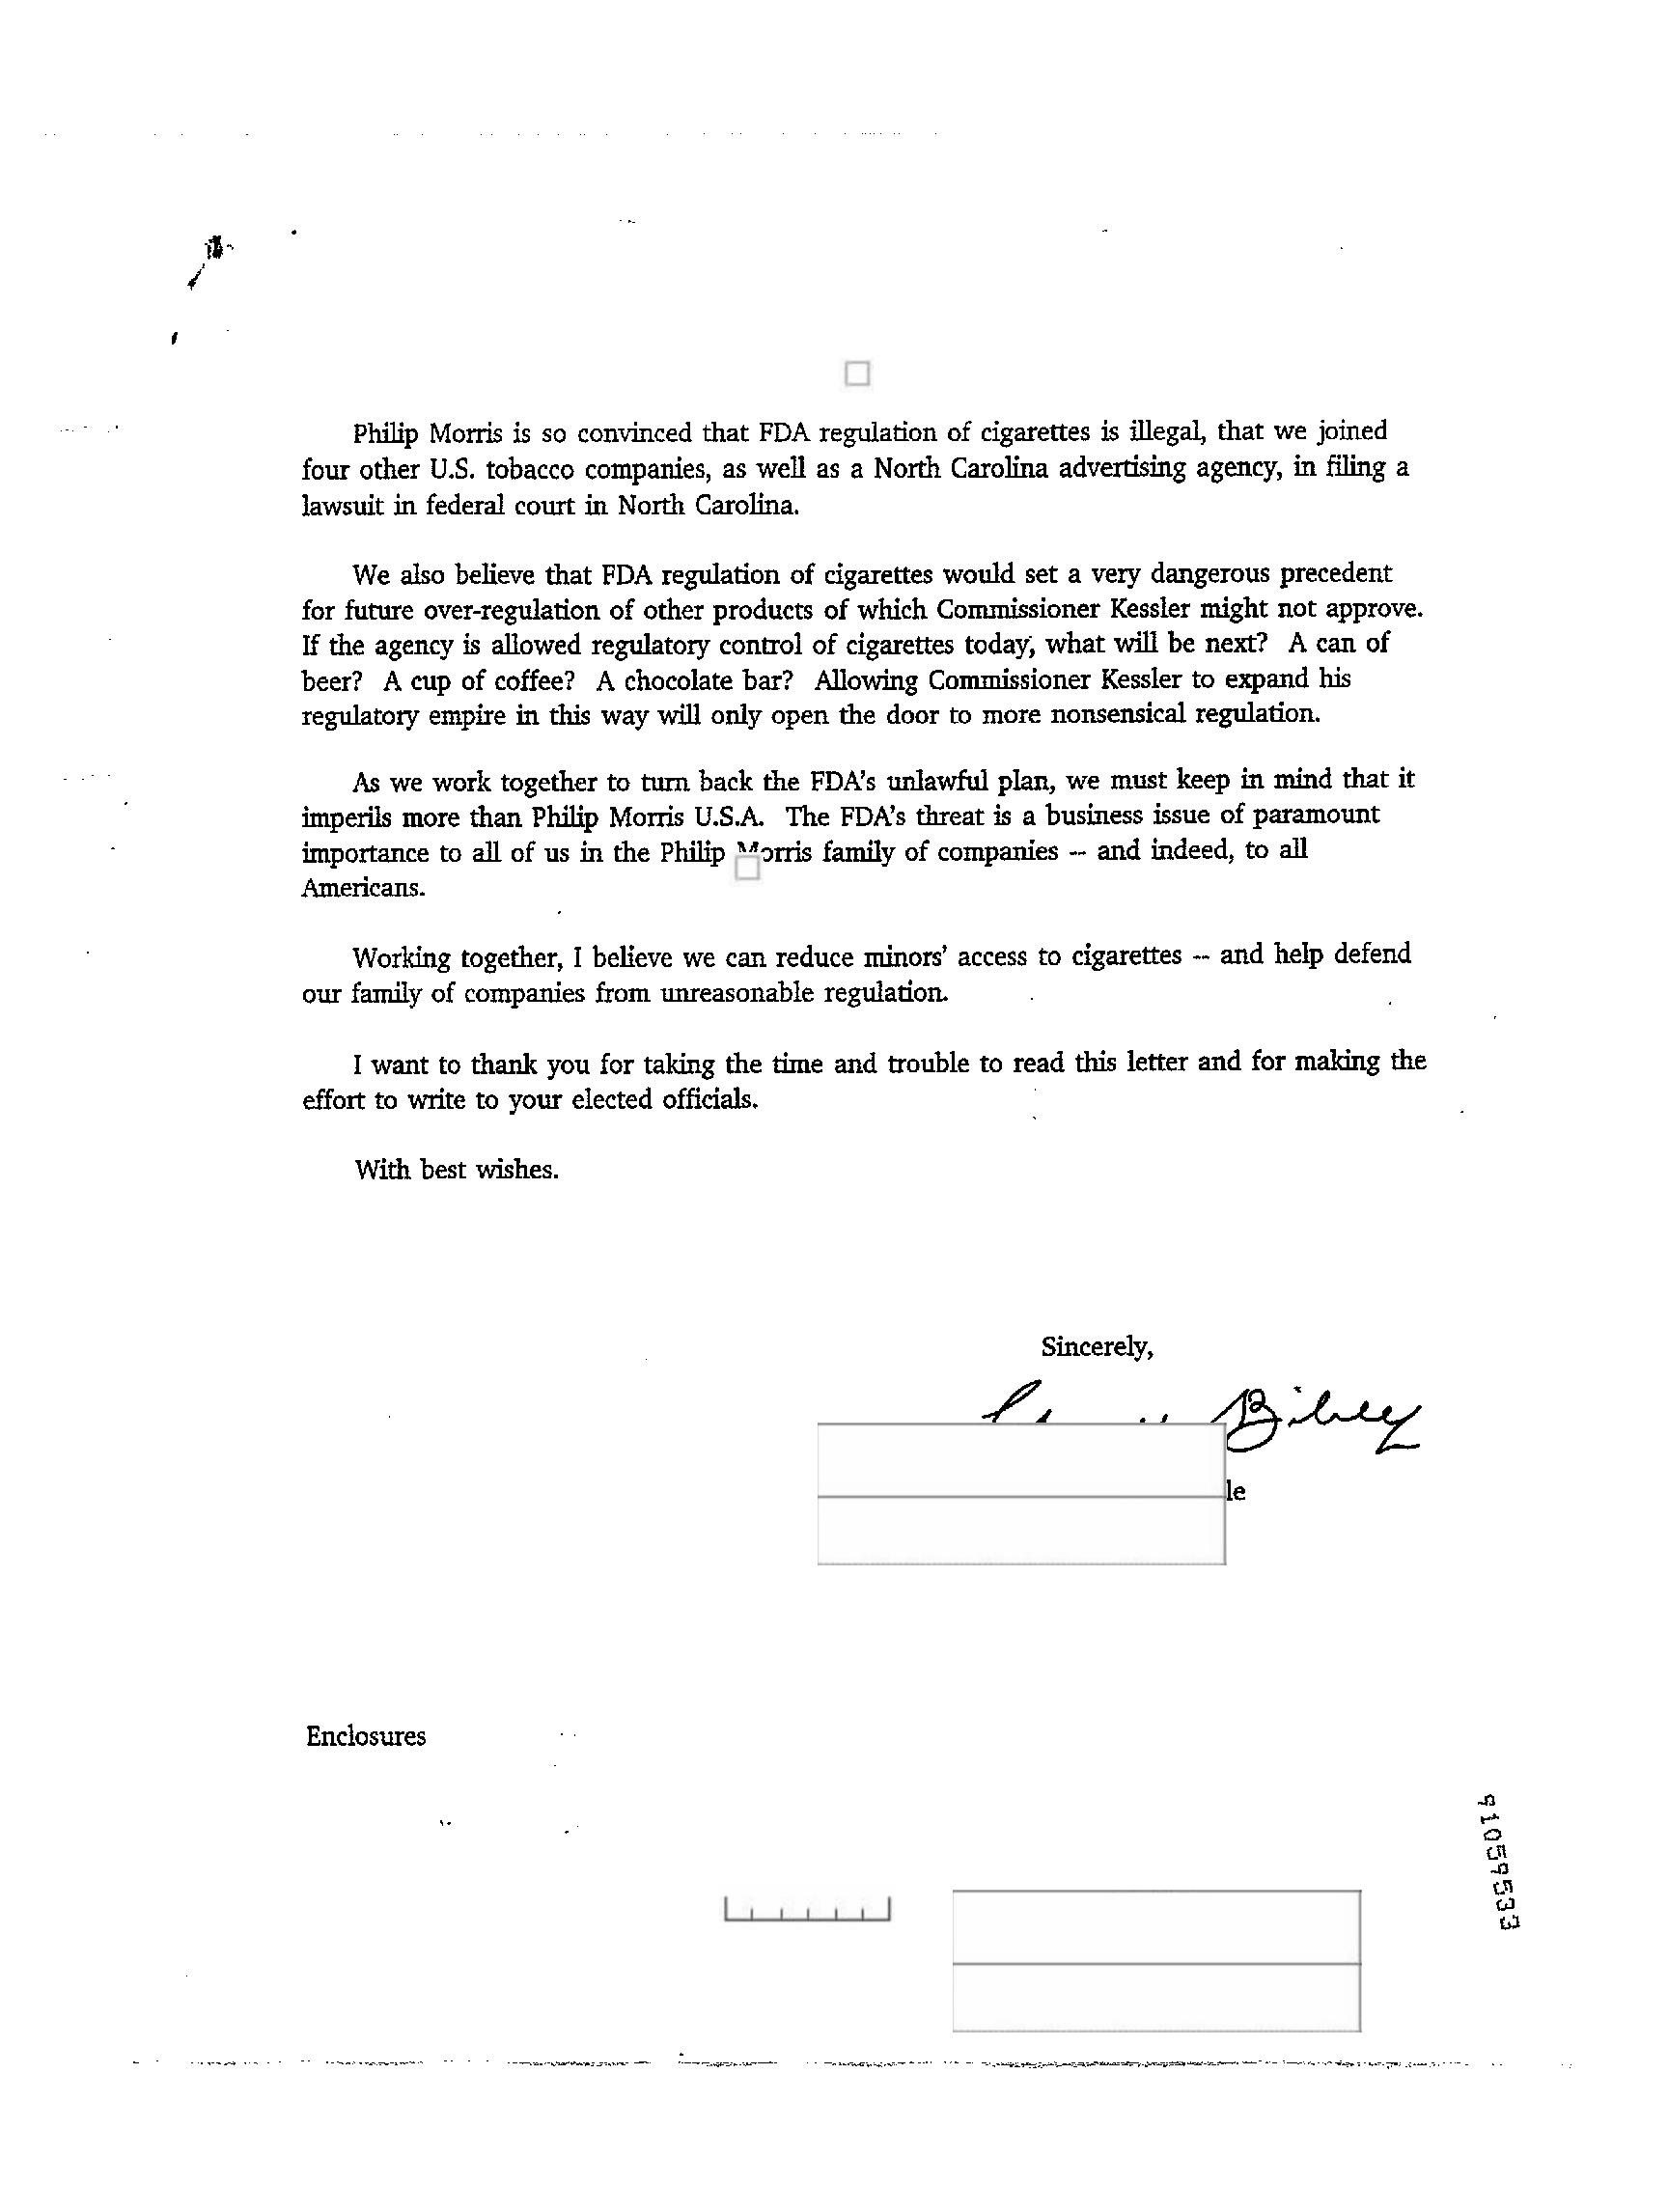 Philip Morris is so convinced that FDA regulation of cigarettes is illegal, that we joined
four other U.S. tobacco companies, as well as a North Carolina advertising agency, in filing a
lawsuit in federal court in North Carolina.
We also believe that FDA regulation of cigarettes would set a very dangerous precedent
for future over-regulation of other products of which Commissioner Kessler might not approve.
If the agency is allowed regulatory control of cigarettes today, what will be next? A can of
beer? A cup of coffee? A chocolate bar? Allowing Commissioner Kessler to expand his
regulatory empire in this way will only open the door to more nonsensical regulation.
As we work together to turn back the FDA's unlawful plan, we must keep in mind that it
imperils more than Philip Morris U.S.A. The FDA's threat is a business issue of paramount
importance to all of us in the Philip Morris family of companies -- and indeed, to all
Americans.
Working together, I believe we can reduce minors' access to cigarettes -- and help defend
our family of companies from unreasonable regulation.
I want to thank you for taking the time and trouble to read this letter and for making the
effort to write to your elected officials.
With best wishes.
Sincerely,
le
Enclosures
91059533